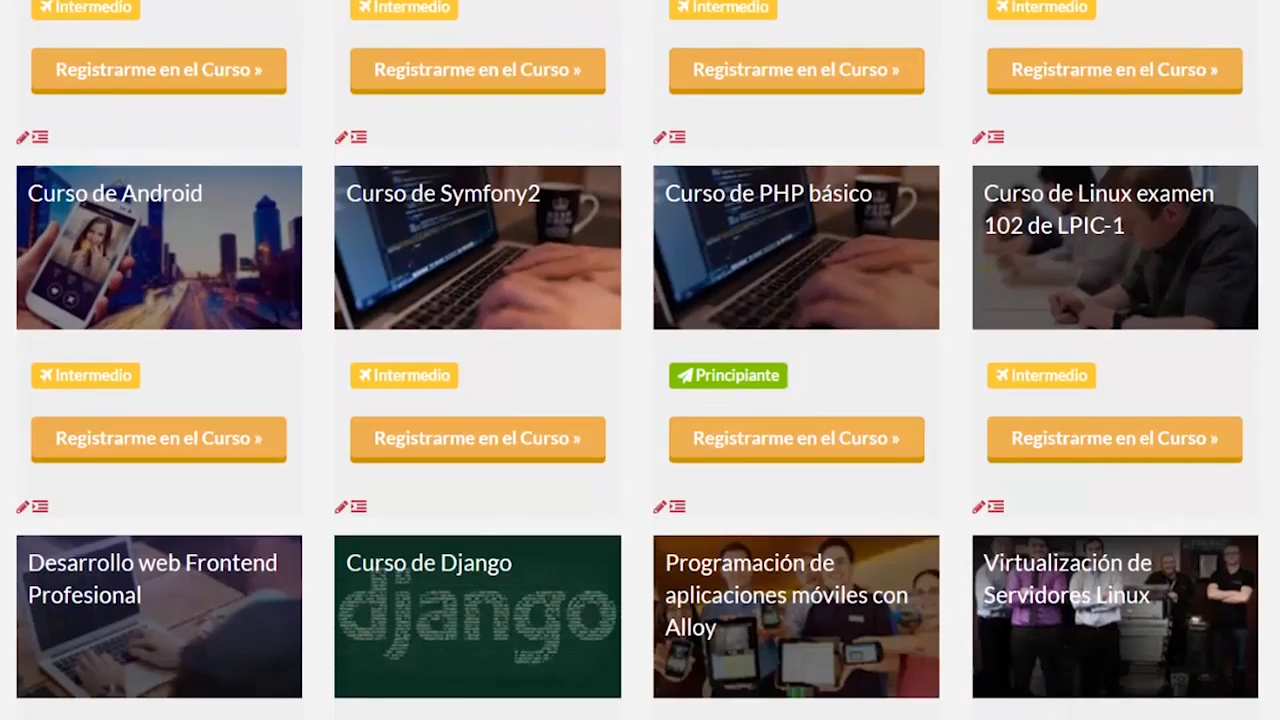 Intermedio
Intermedio
Intermedio
Intermedio
Registrarme en el Curso »
Registrarme en el Curso »
Registrarme en el Curso »
Registrarme en el Curso »
Curso de Android
Curso de Symfony2
Curso de PHP básico
Curso de Linux examen
102 de LPIC-1
Intermedio
Intermedio
Principiante
Intermedio
Registrarme en el Curso »
Registrarme en el Curso »
Registrarme en el Curso »
Registrarme en el Curso »
Desarrollo web Frontend
Profesional
Curso de Django
django
Programación de
aplicaciones móviles con
Alloy
Virtualización de
Servidores Linux